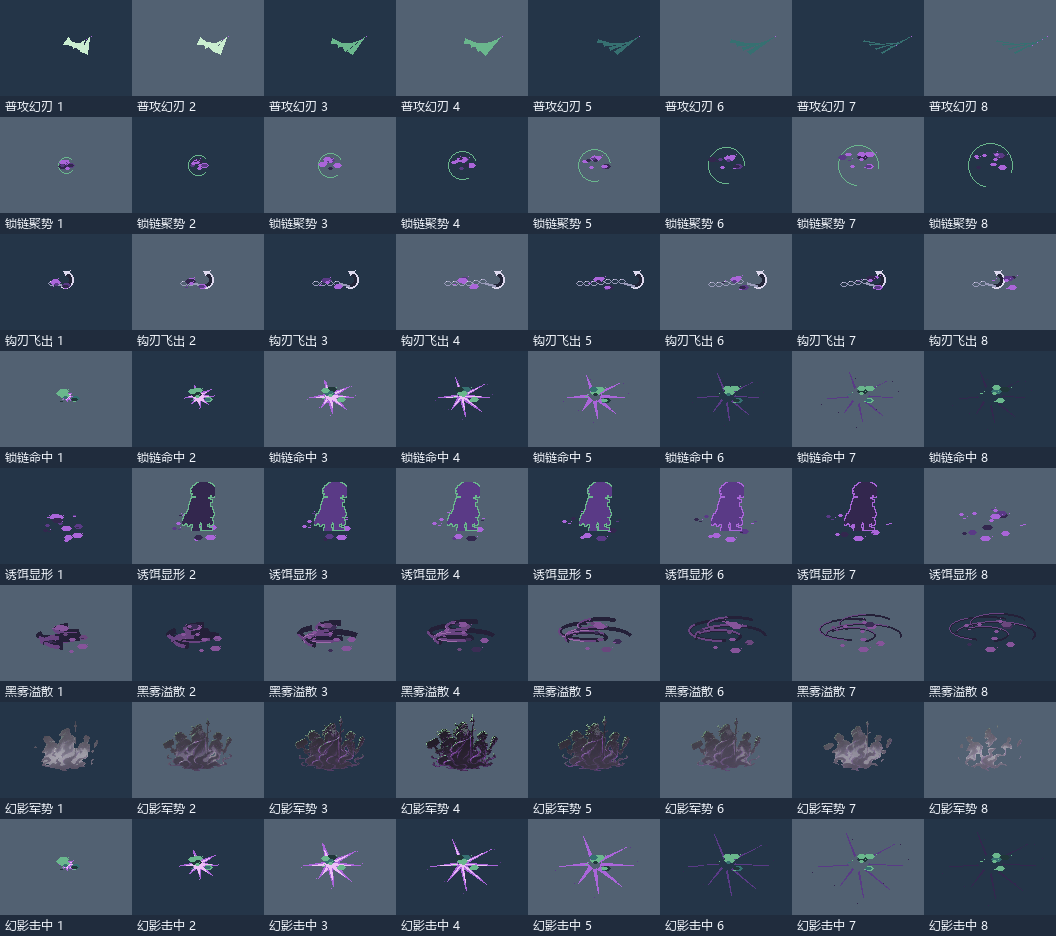 普攻幻刃 1 普攻幻刃 2 普攻幻刃 3 普攻幻刃 4 普攻幻刃 5 普攻幻刃 6 普攻幻刃 7 普攻幻刃 8
锁链聚势 1 锁链聚势 2 锁链聚势 3 锁链聚势 4 锁链聚势 5 锁链聚势 6 锁链聚势 7 锁链聚势 8
钩刃飞出 1 钩刃飞出 2 钩刃飞出 3 钩刃飞出 4 钩刃飞出 5 钩刃飞出 6 钩刃飞出 7 钩刃飞出 8
锁链命中 1 锁链命中 2 锁链命中 3 锁链命中 4 锁链命中 5 锁链命中 6 锁链命中 7 锁链命中 8
诱饵显形 1 诱饵显形 2 诱饵显形 3 诱饵显形 4 诱饵显形 5 诱饵显形 6 诱饵显形 7 诱饵显形 8
黑雾溢散 1 黑雾溢散 2 黑雾溢散 3 黑雾溢散 4 黑雾溢散 5 黑雾溢散 6 黑雾溢散 7 黑雾溢散 8
幻影军势 1 幻影军势 2 幻影军势 3 幻影军势 4 幻影军势 5 幻影军势 6 幻影军势 7 幻影军势 8
幻影击中 1 幻影击中 2 幻影击中 3 幻影击中 4 幻影击中 5 幻影击中 6 幻影击中 7 幻影击中 8